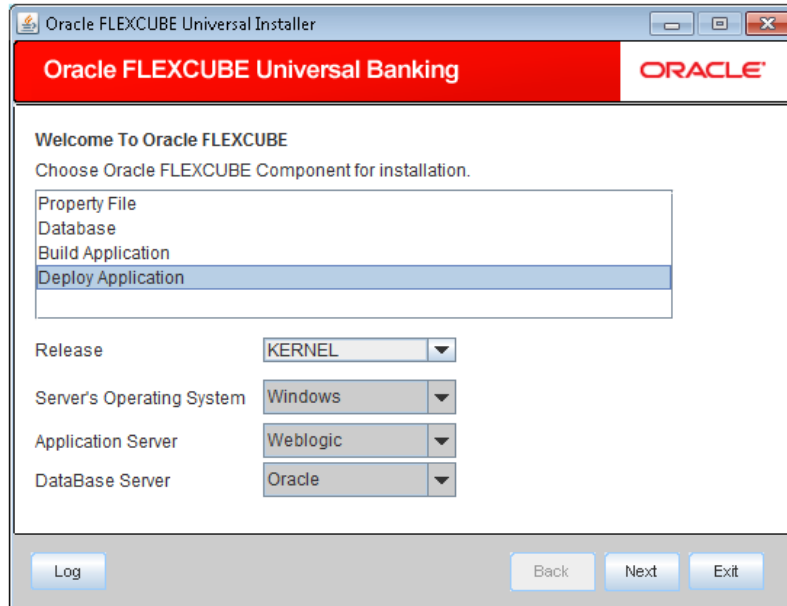 Oracle FLEXCUBE Universal Installer
Oracle FLEXCUBE Universal Banking
ORACLE
Welcome To Oracle FLEXCUBE
Choose Oracle FLEXCUBE Component for installation.
Property File
Database
Build Application
Deploy Application
Release KERNEL
Server's Operating System Windows
Application Server Weblogic
DataBase Server Oracle
Log Back Next Exit